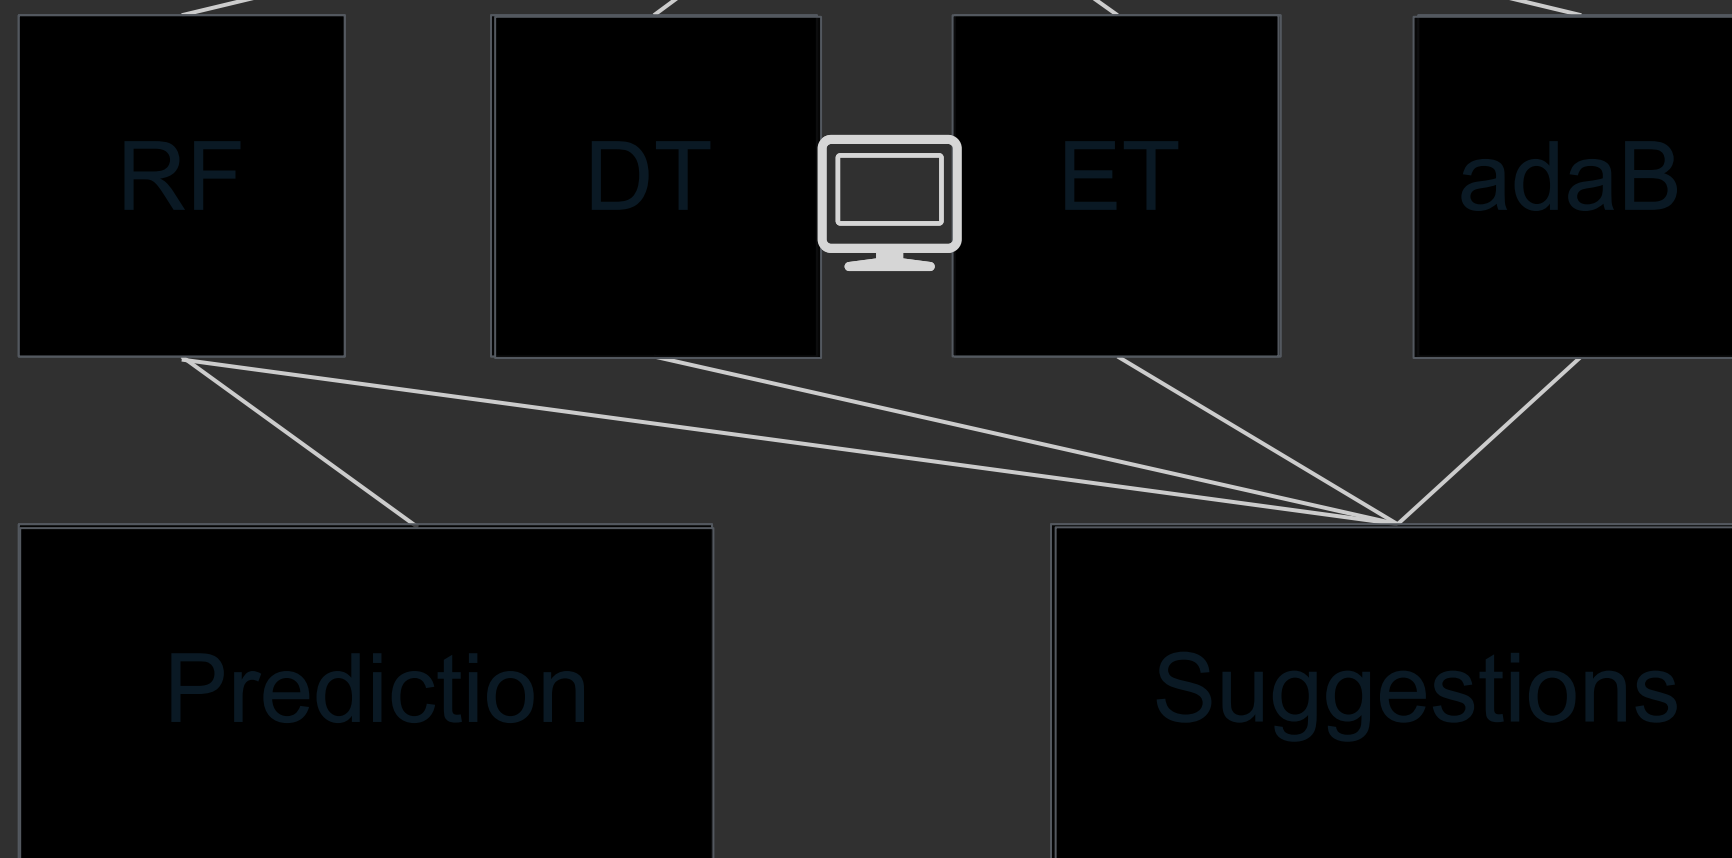 RF
DT
ET
adaB
Prediction
Suggestions